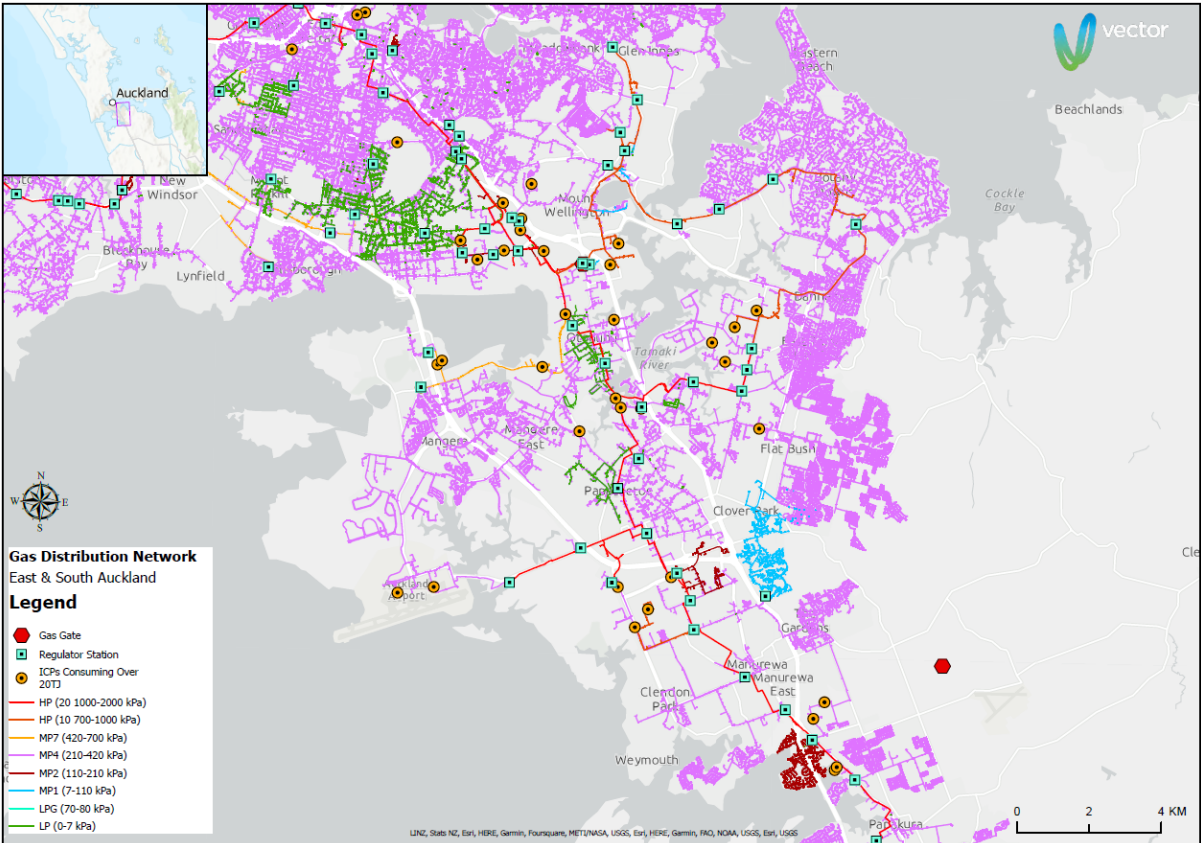 Auckland
vector
Glen Innes
Beachlands
New
Windsor
Mount
Wellington
Cockle
Bay
Bay
Lynfield
Tamaki
River
Mangere
Mangere
East
Flat Bush
Clover Park
Auckland
Airport
Gardens
Manurewa
Manurewa
East
Clendon
Park
Weymouth
Papakura
N
W
E
S
Gas Distribution Network
East & South Auckland
Legend
Gas Gate
Regulator Station
ICPs Consuming Over
20TJ
HP (20 1000-2000 kPa)
HP (10 700-1000 kPa)
MP7 (420-700 kPa)
MP4 (210-420 kPa)
MP2 (110-210 kPa)
MP1 (7-110 kPa)
LPG (70-80 kPa)
LP (0-7 kPa)
0 2 4 KM
LINZ, Stats NZ, Esri, HERE, Garmin, Foursquare, METI/NASA, USGS, Esri, HERE, Garmin, FAO, NOAA, USGS, Esri, USGS